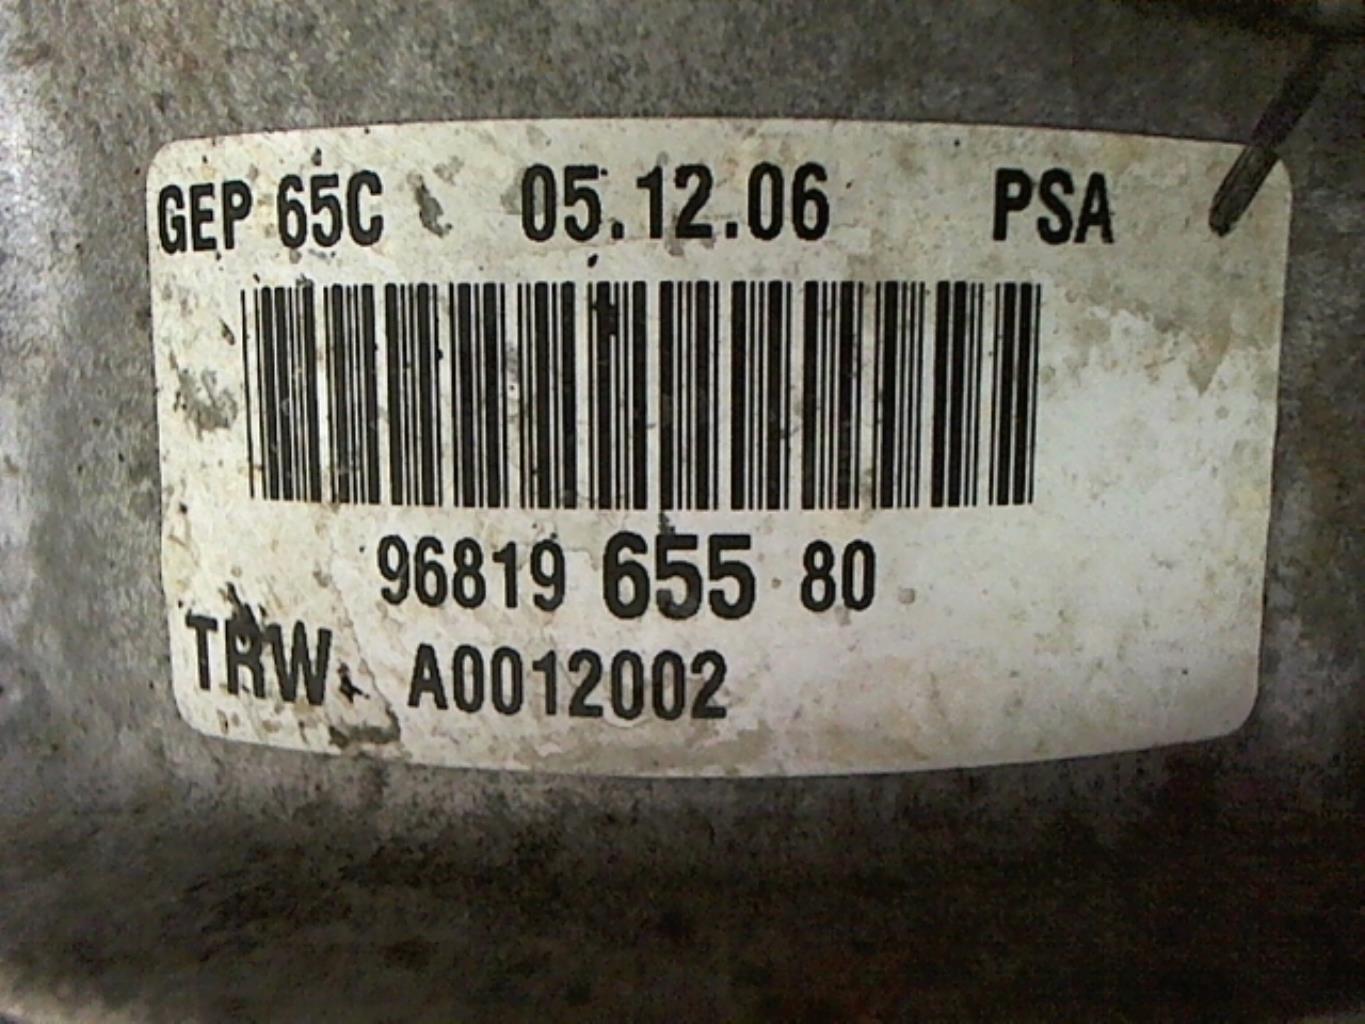 GEP 65C 05.12.06 PSA
96819 655 80
TRW A0012002